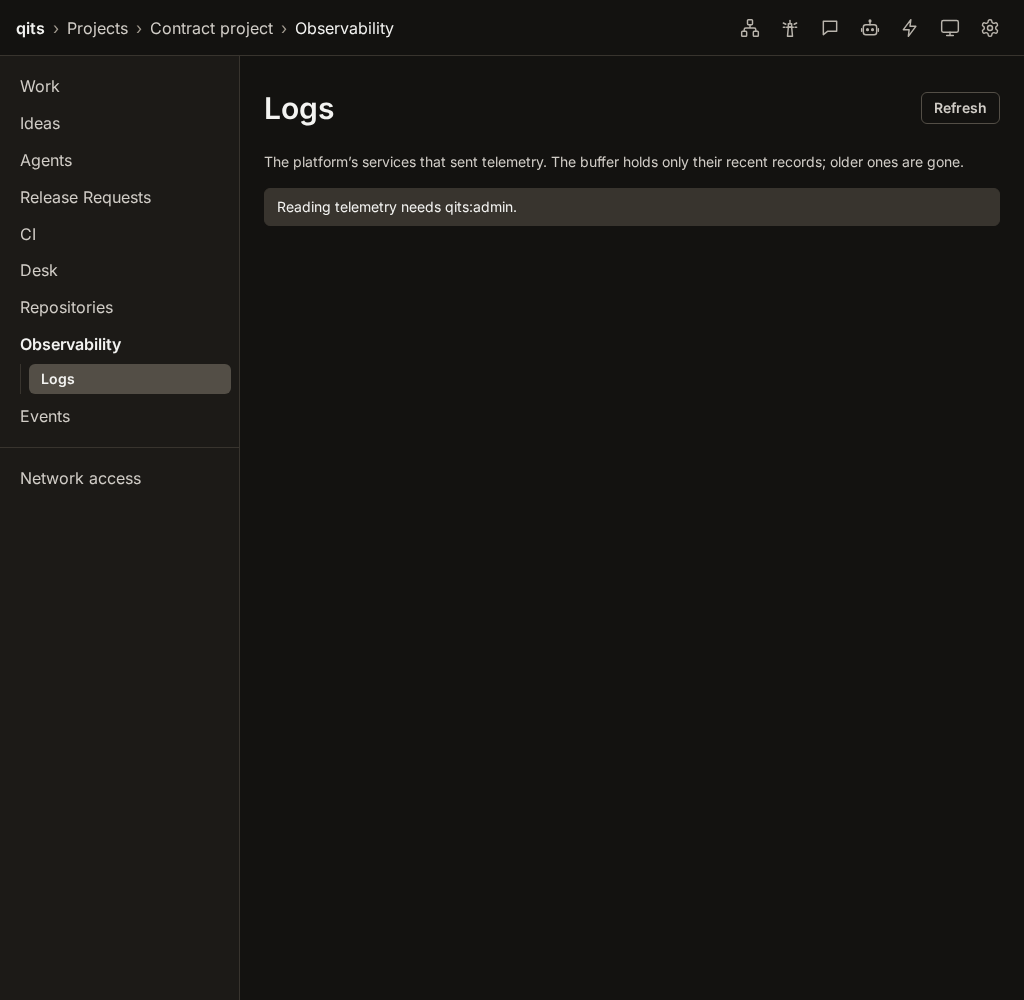 qits › Projects › Contract project › Observability
Work
Ideas
Agents
Release Requests
CI
Desk
Repositories
Observability
Logs
Events
Network access
Logs
Refresh
The platform’s services that sent telemetry. The buffer holds only their recent records; older ones are gone.
Reading telemetry needs qits:admin.